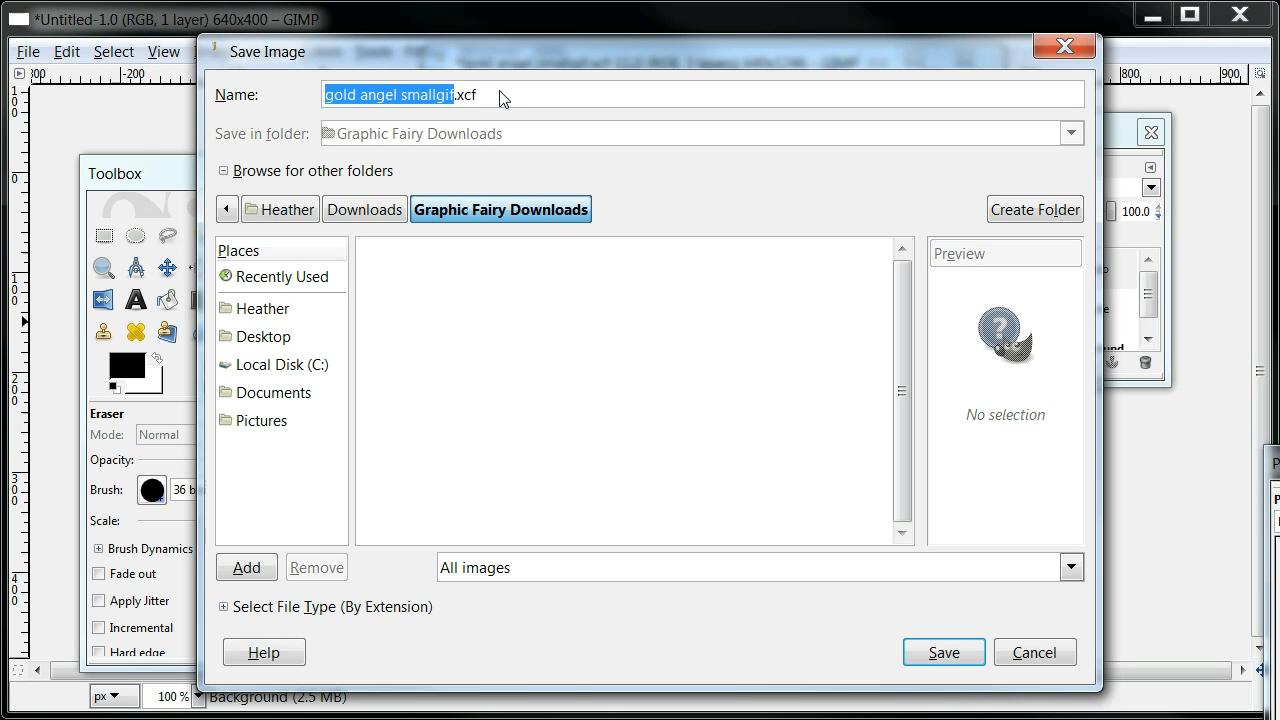 *Untitled-1.0 (RGB, 1 layer) 640x400 – GIMP
File Edit Select View
Save Image
-200
800
900
Name: gold angel smallgif.xcf
Save in folder: Graphic Fairy Downloads
Browse for other folders
Heather Downloads Graphic Fairy Downloads Create Folder
Toolbox
Places
Recently Used
Heather
Desktop
Local Disk (C:)
Documents
Pictures
Preview
?
No selection
100.0
Eraser
Mode: Normal
Opacity:
Brush: 36
Scale:
Brush Dynamics
Fade out
Apply Jitter
Incremental
Hard edge
Add Remove All images
Select File Type (By Extension)
Help Save Cancel
px 100 % Background (2.5 MB)